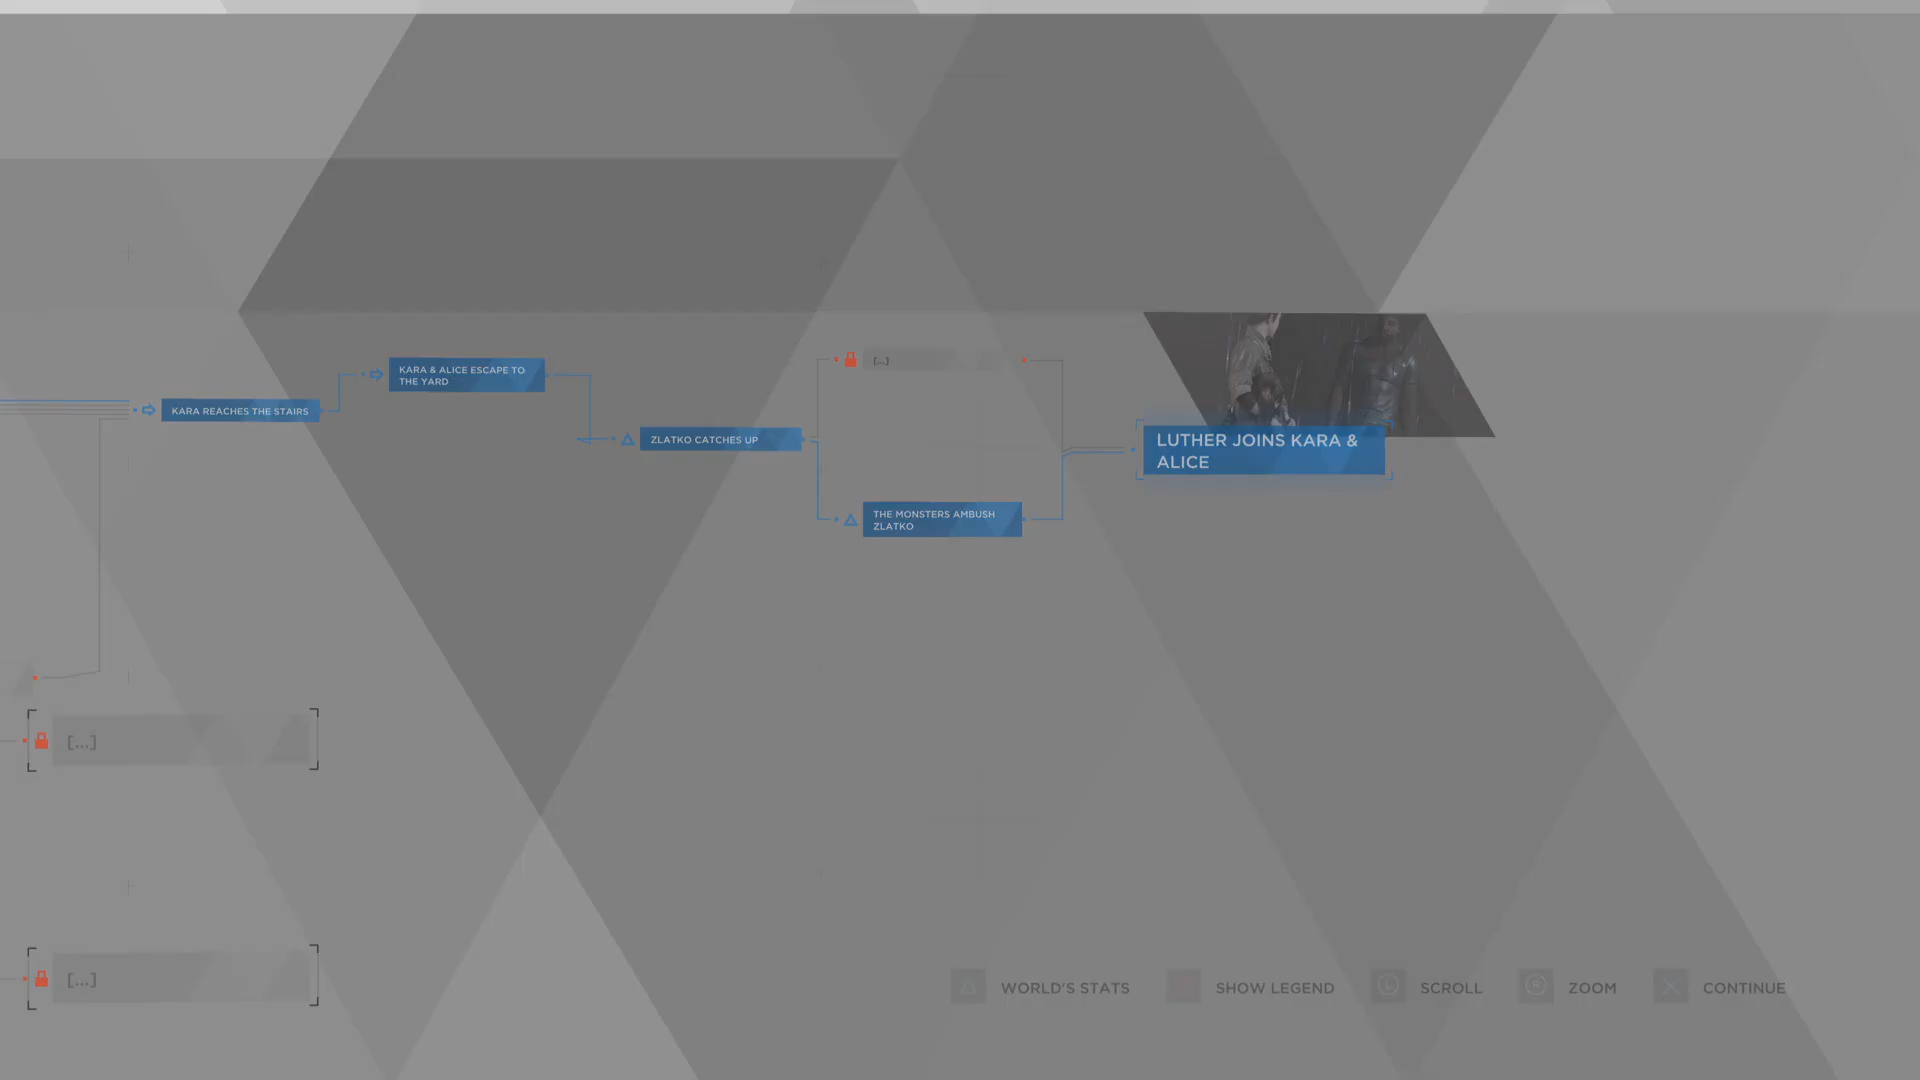 KARA REACHES THE STAIRS
KARA & ALICE ESCAPE TO
THE YARD
ZLATKO CATCHES UP
[...]
THE MONSTERS AMBUSH
ZLATKO
LUTHER JOINS KARA &
ALICE
[...]
[...]
WORLD'S STATS
SHOW LEGEND
L
SCROLL
R
ZOOM
CONTINUE